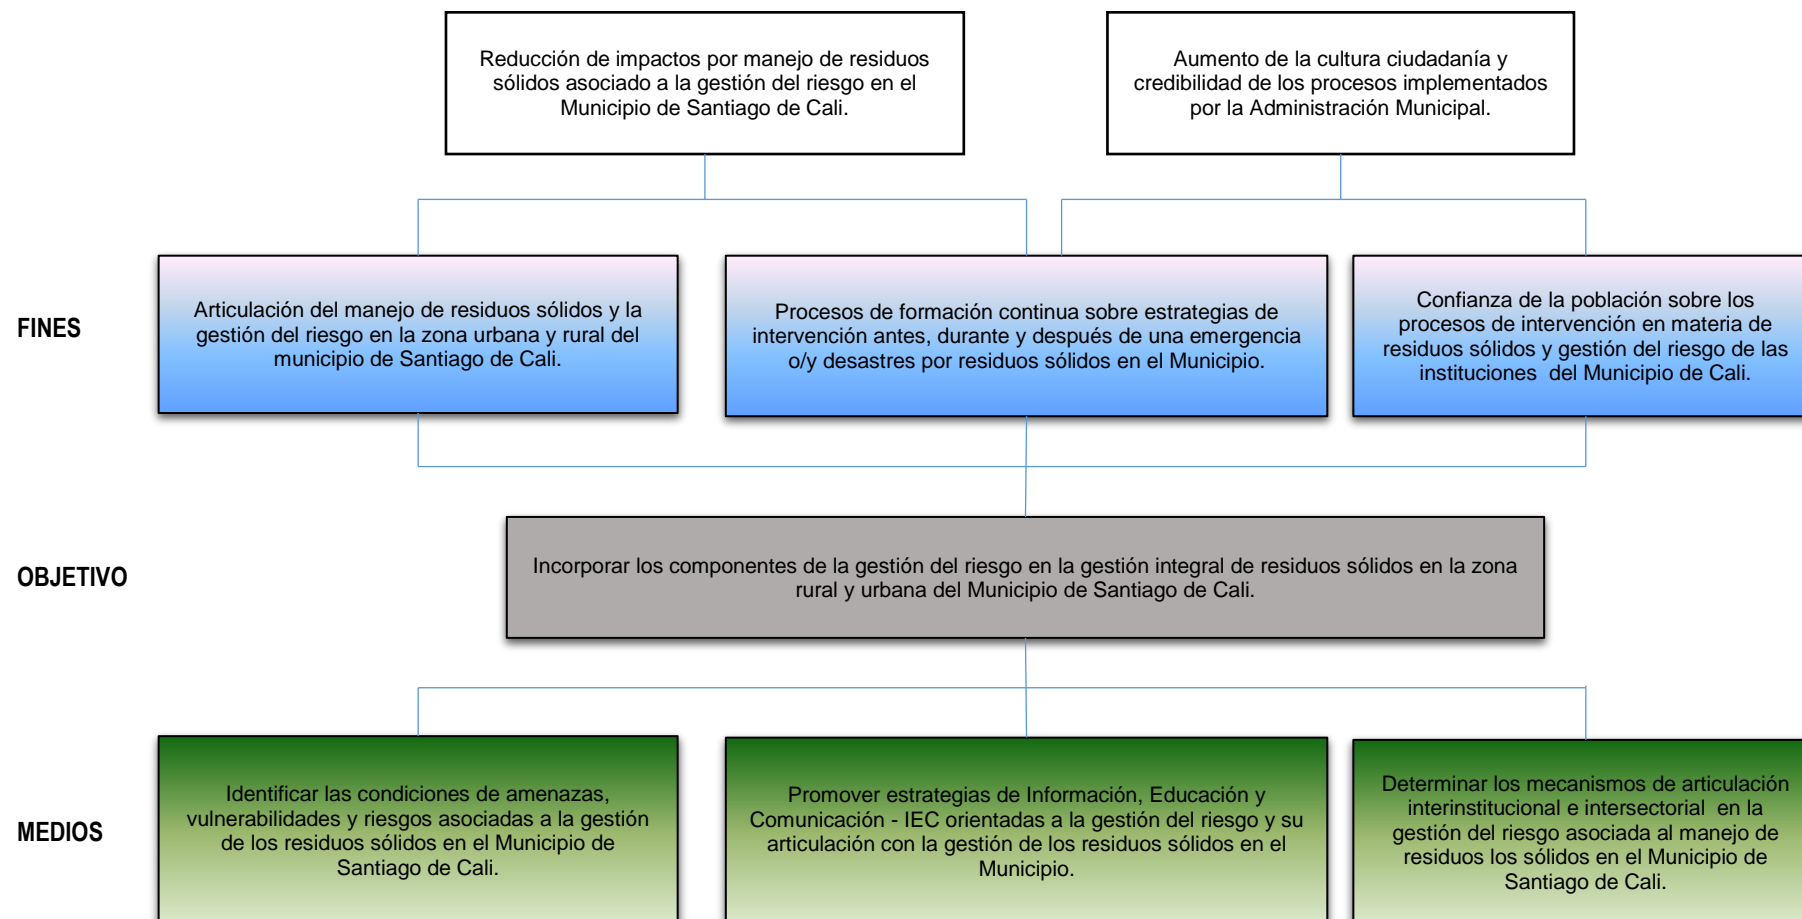 Reducción de impactos por manejo de residuos
sólidos asociado a la gestión del riesgo en el
Municipio de Santiago de Cali.
Aumento de la cultura ciudadanía y
credibilidad de los procesos implementados
por la Administración Municipal.
FINES
Articulación del manejo de residuos sólidos y la
gestión del riesgo en la zona urbana y rural del
municipio de Santiago de Cali.
Procesos de formación continua sobre estrategias de
intervención antes, durante y después de una emergencia
o/y desastres por residuos sólidos en el Municipio.
Confianza de la población sobre los
procesos de intervención en materia de
residuos sólidos y gestión del riesgo de las
instituciones  del Municipio de Cali.
OBJETIVO
Incorporar los componentes de la gestión del riesgo en la gestión integral de residuos sólidos en la zona
rural y urbana del Municipio de Santiago de Cali.
MEDIOS
Identificar las condiciones de amenazas,
vulnerabilidades y riesgos asociadas a la gestión
de los residuos sólidos en el Municipio de
Santiago de Cali.
Promover estrategias de Información, Educación y
Comunicación - IEC orientadas a la gestión del riesgo y su
articulación con la gestión de los residuos sólidos en el
Municipio.
Determinar los mecanismos de articulación
interinstitucional e intersectorial  en la
gestión del riesgo asociada al manejo de
residuos los sólidos en el Municipio de
Santiago de Cali.